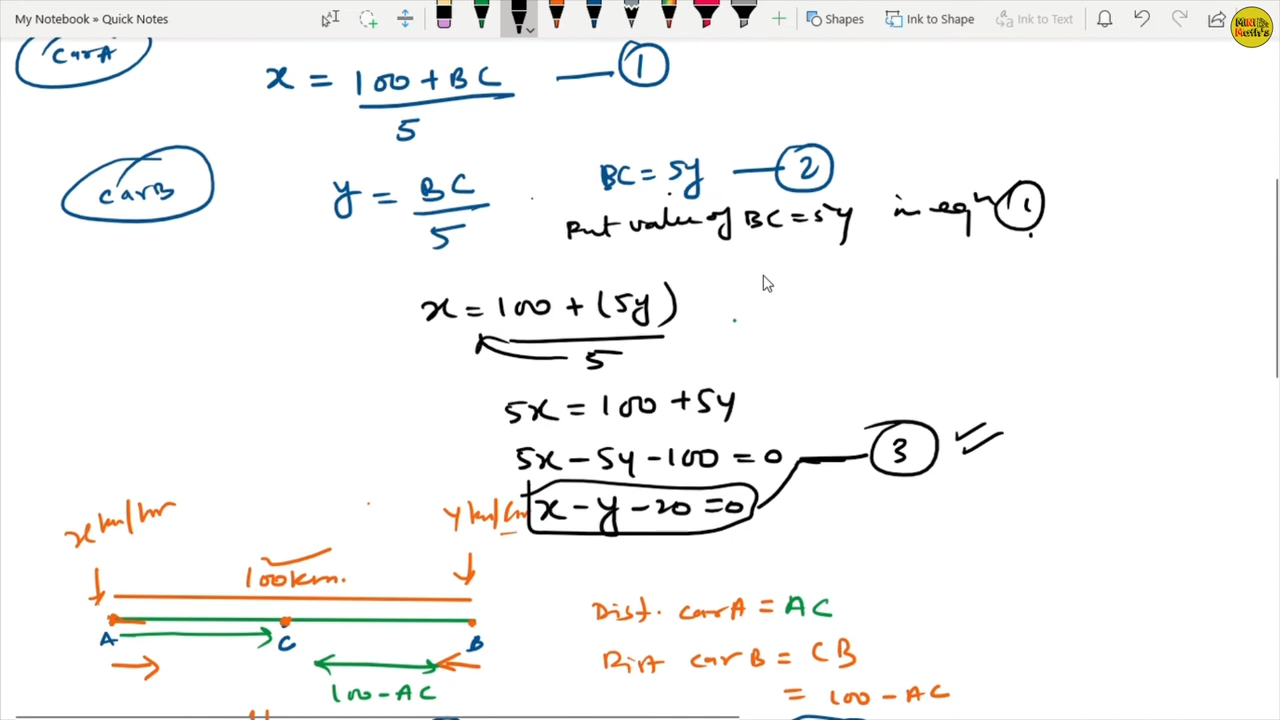 My Notebook » Quick Notes
Shapes
Ink to Shape
Ink to Text
MINI Math's
Car A
x = 100 + BC / 5 — 1
Car B
y = BC / 5
BC = 5y — 2
Put value of BC = 5y in eqn 1
x = 100 + (5y) / 5
5x = 100 + 5y
5x - 5y - 100 = 0 — 3
x - y - 20 = 0
x km/hr
y km/hr
100km.
A
C
B
100 - AC
Dist. car A = AC
Dist car B = CB
= 100 - AC